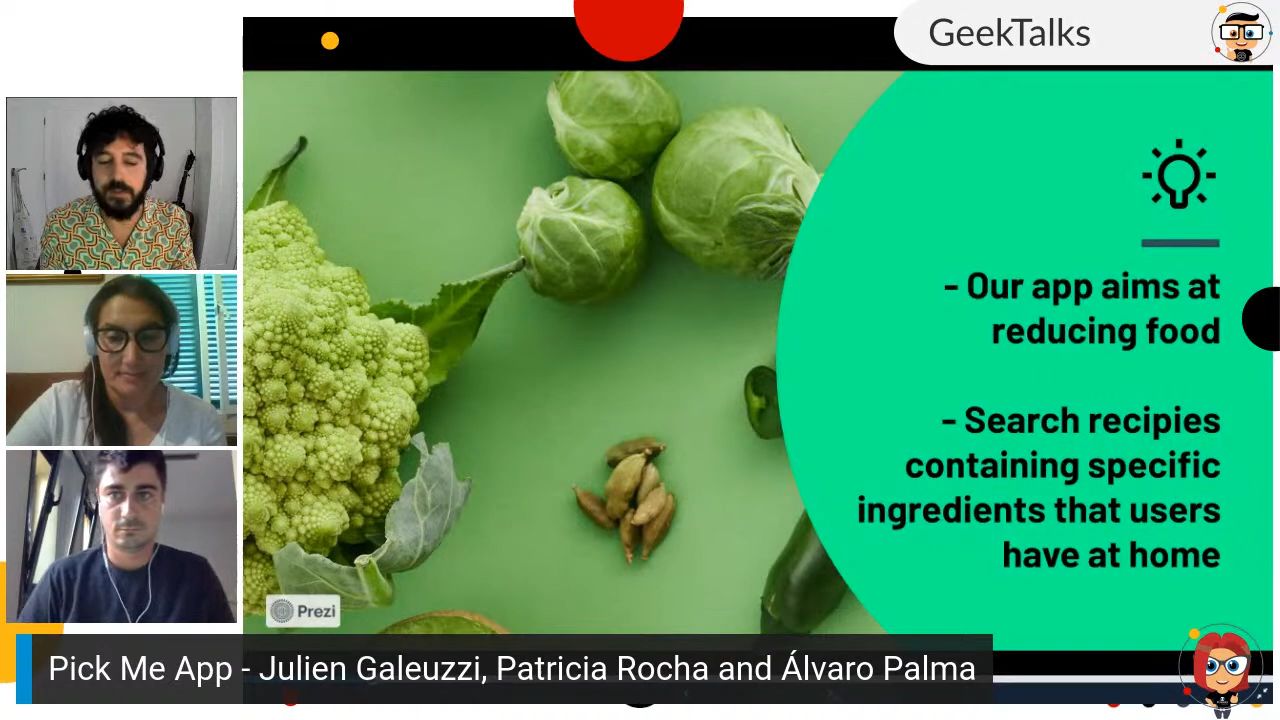 GeekTalks
- Our app aims at
reducing food
- Search recipies
containing specific
ingredients that users
have at home
Prezi
Pick Me App - Julien Galeuzzi, Patricia Rocha and Álvaro Palma